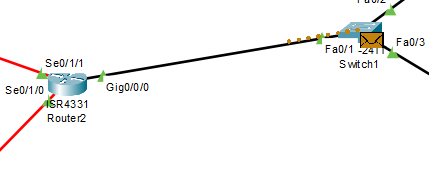 Fa0/2
Se0/1/1
Fa0/1
Fa0/3
Switch1
Se0/1/0
Gig0/0/0
ISR4331
Router2